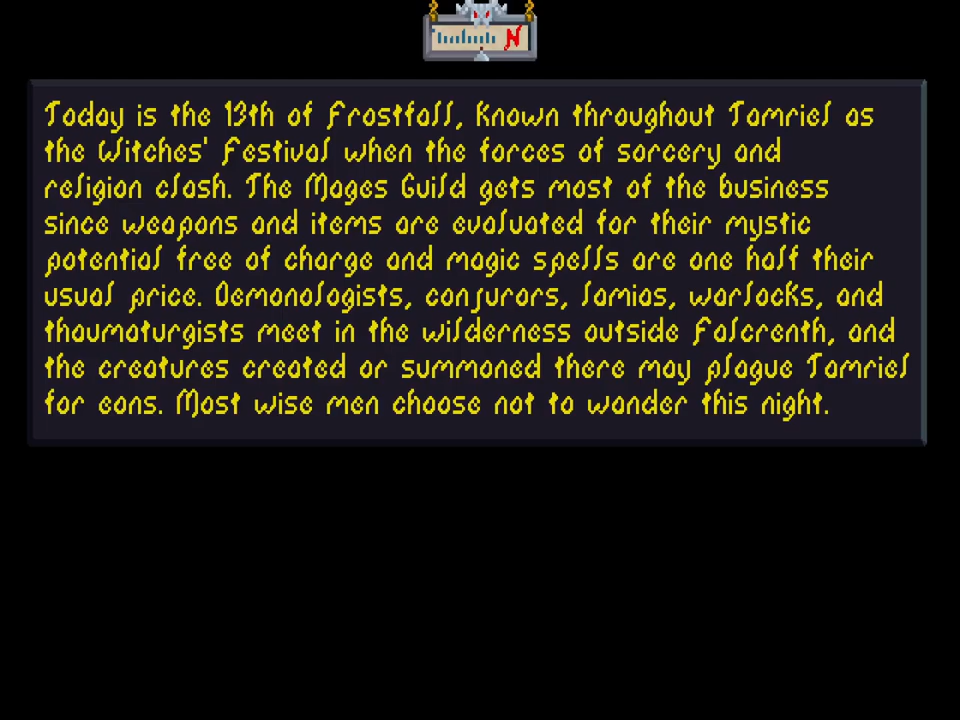 N
Today is the 13th of Frostfall, known throughout Tamriel as
the Witches' Festival when the forces of sorcery and
religion clash. The Mages Guild gets most of the business
since weapons and items are evaluated for their mystic
potential free of charge and magic spells are one half their
usual price. Demonologists, conjurors, lamias, warlocks, and
thaumaturgists meet in the wilderness outside Falcrenth, and
the creatures created or summoned there may plague Tamriel
for eons. Most wise men choose not to wander this night.